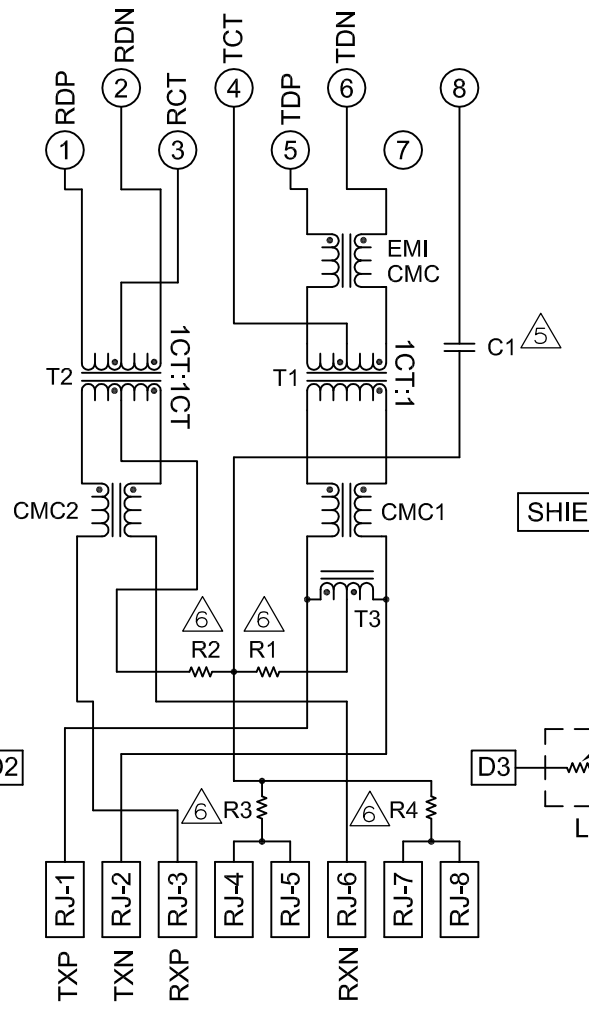 RDP
RDN
RCT
TCT
TDP
TDN
1
2
3
4
5
6
7
8
EMI
CMC
C1
5
T2
1CT:1CT
T1
1CT:1
CMC2
CMC1
SHIE
T3
6
6
R2
R1
D2
D3
6
R3
6
R4
L
RJ-1
RJ-2
RJ-3
RJ-4
RJ-5
RJ-6
RJ-7
RJ-8
TXP
TXN
RXP
RXN